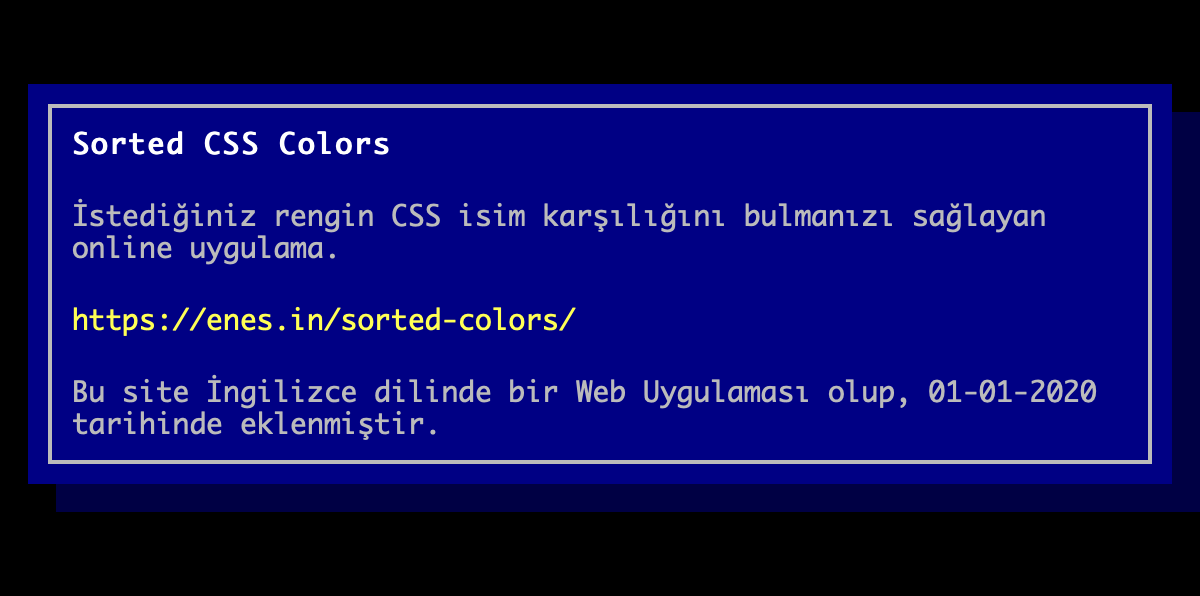 Sorted CSS Colors
İstediğiniz rengin CSS isim karşılığını bulmanızı sağlayan
online uygulama.
https://enes.in/sorted-colors/
Bu site İngilizce dilinde bir Web Uygulaması olup, 01-01-2020
tarihinde eklenmiştir.